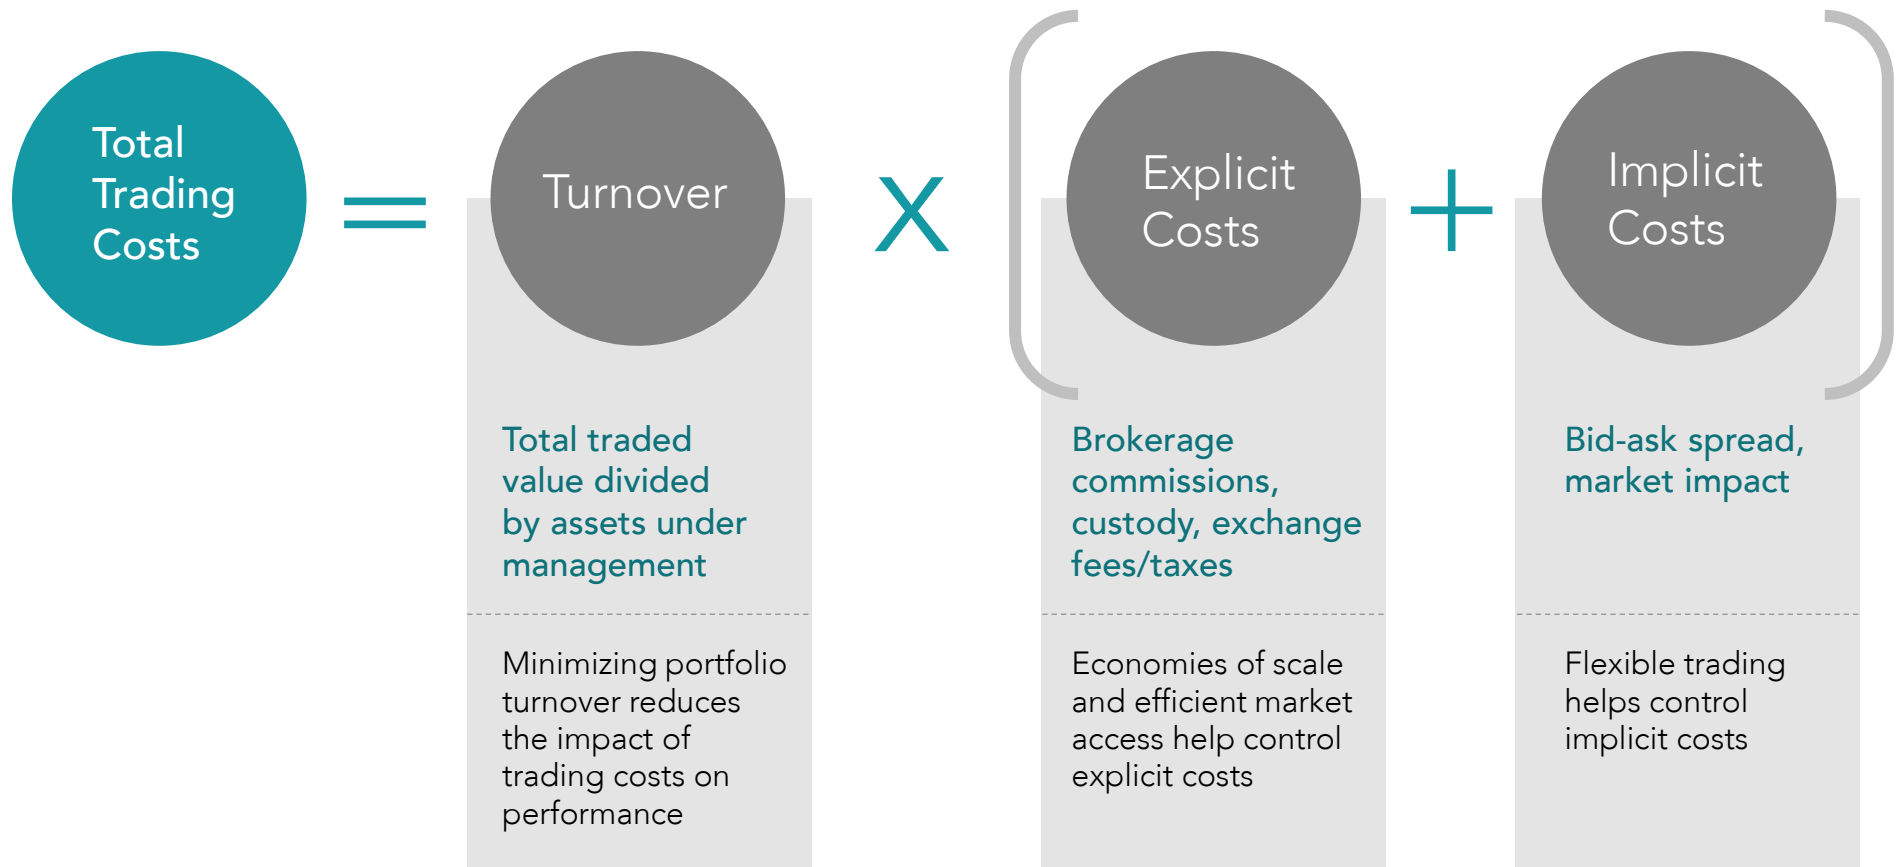 Total
Trading
Costs
=
Turnover
X
Explicit
Costs
+
Implicit
Costs
Total traded
value divided
by assets under
management
Minimizing portfolio
turnover reduces
the impact of
trading costs on
performance
Brokerage
commissions,
custody, exchange
fees/taxes
Economies of scale
and efficient market
access help control
explicit costs
Bid-ask spread,
market impact
Flexible trading
helps control
implicit costs